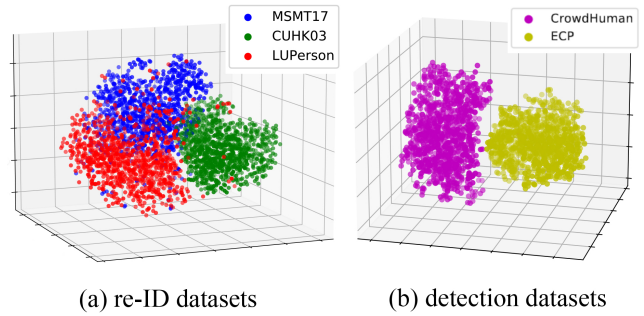 MSMT17
CUHK03
LUPerson
CrowdHuman
ECP
(a) re-ID datasets
(b) detection datasets